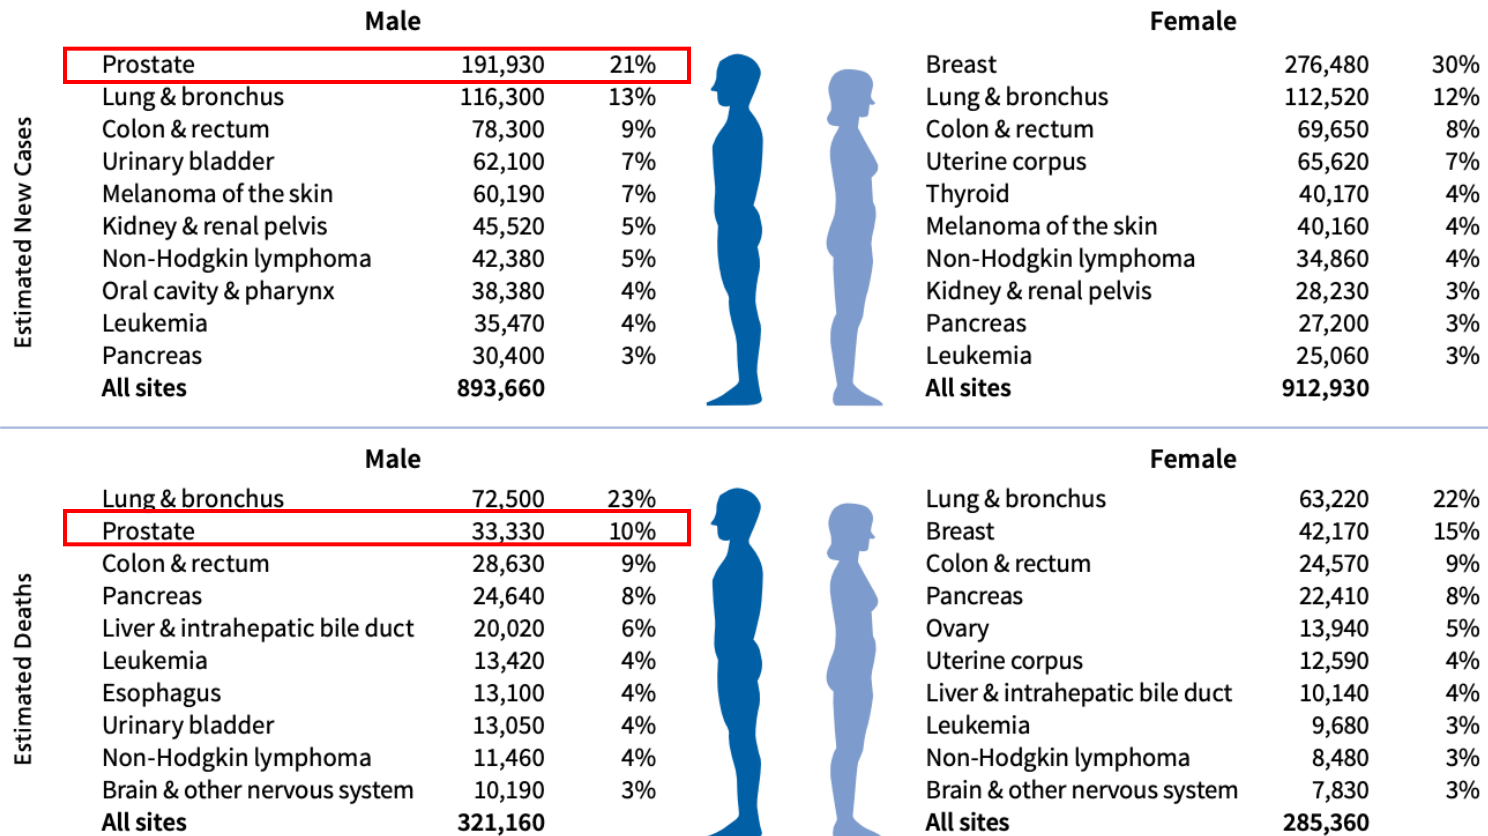 Male
Female
Estimated New Cases
Prostate 191,930 21%
Breast 276,480 30%
Lung & bronchus 116,300 13%
Lung & bronchus 112,520 12%
Colon & rectum 78,300 9%
Colon & rectum 69,650 8%
Urinary bladder 62,100 7%
Uterine corpus 65,620 7%
Melanoma of the skin 60,190 7%
Thyroid 40,170 4%
Kidney & renal pelvis 45,520 5%
Melanoma of the skin 40,160 4%
Non-Hodgkin lymphoma 42,380 5%
Non-Hodgkin lymphoma 34,860 4%
Oral cavity & pharynx 38,380 4%
Kidney & renal pelvis 28,230 3%
Leukemia 35,470 4%
Pancreas 27,200 3%
Pancreas 30,400 3%
Leukemia 25,060 3%
All sites 893,660
All sites 912,930
Male
Female
Estimated Deaths
Lung & bronchus 72,500 23%
Lung & bronchus 63,220 22%
Prostate 33,330 10%
Breast 42,170 15%
Colon & rectum 28,630 9%
Colon & rectum 24,570 9%
Pancreas 24,640 8%
Pancreas 22,410 8%
Liver & intrahepatic bile duct 20,020 6%
Ovary 13,940 5%
Leukemia 13,420 4%
Uterine corpus 12,590 4%
Esophagus 13,100 4%
Liver & intrahepatic bile duct 10,140 4%
Urinary bladder 13,050 4%
Leukemia 9,680 3%
Non-Hodgkin lymphoma 11,460 4%
Non-Hodgkin lymphoma 8,480 3%
Brain & other nervous system 10,190 3%
Brain & other nervous system 7,830 3%
All sites 321,160
All sites 285,360